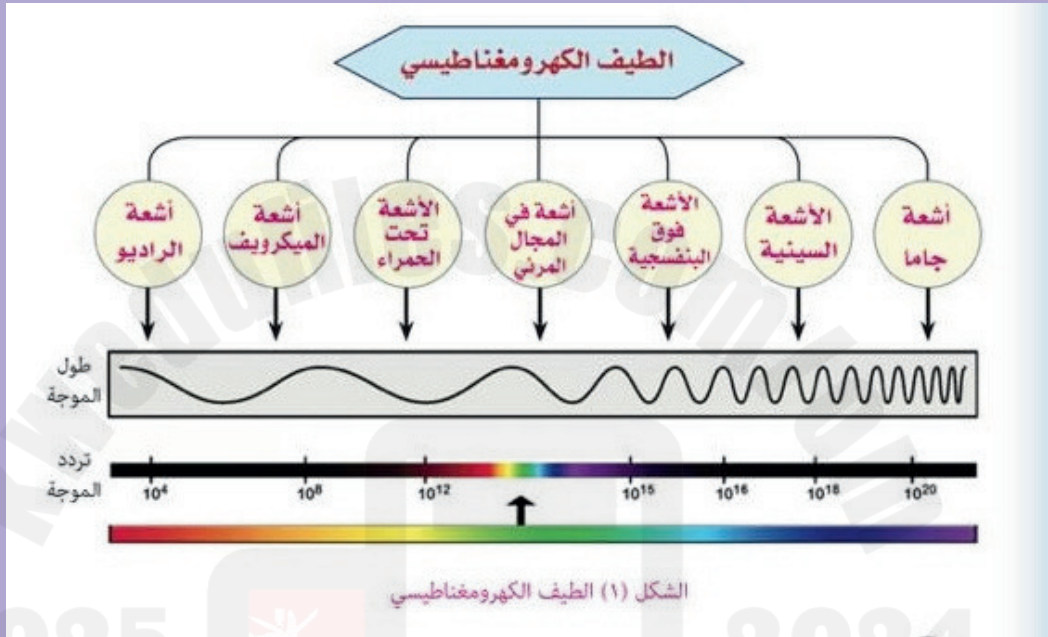 الطيف الكهرومغناطيسي
أشعة
جاما
الأشعة
السينية
الأشعة
فوق
البنفسجية
أشعة في
المجال
المرئي
الأشعة
تحت
الحمراء
أشعة
الميكرويف
أشعة
الراديو
طول
الموجة
تردد
الموجة
10⁴ 10⁸ 10¹² 10¹⁵ 10¹⁶ 10¹⁸ 10²⁰
الشكل (١) الطيف الكهرومغناطيسي